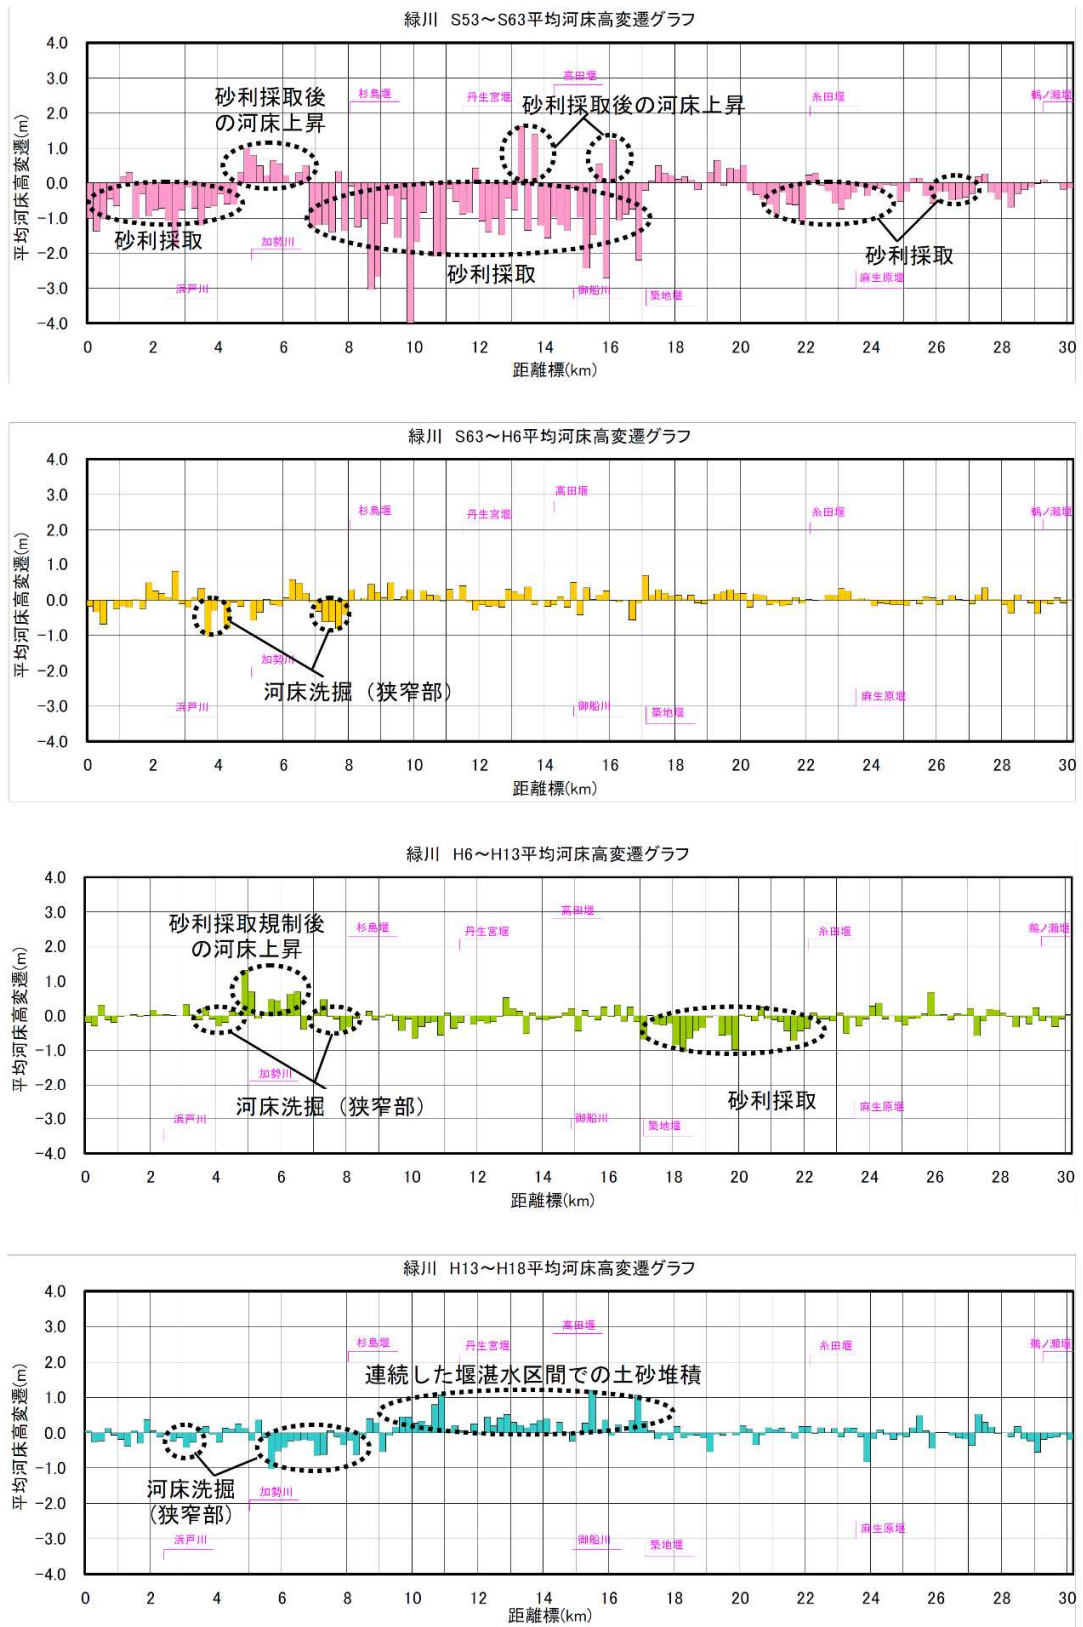 緑川 S53～S63平均河床高変遷グラフ
4.0
3.0
2.0
1.0
0.0
-1.0
-2.0
-3.0
-4.0
平均河床高変遷(m)
高田堰
杉島堰
丹生宮堰
糸田堰
鵜ノ瀬堰
砂利採取後
の河床上昇
砂利採取後の河床上昇
砂利採取
砂利採取
砂利採取
加勢川
浜戸川
御船川
築地堰
麻生原堰
0 2 4 6 8 10 12 14 16 18 20 22 24 26 28 30
距離標(km)
緑川 S63～H6平均河床高変遷グラフ
4.0
3.0
2.0
1.0
0.0
-1.0
-2.0
-3.0
-4.0
平均河床高変遷(m)
高田堰
杉島堰
丹生宮堰
糸田堰
鵜ノ瀬堰
加勢川
河床洗掘（狭窄部）
浜戸川
御船川
築地堰
麻生原堰
0 2 4 6 8 10 12 14 16 18 20 22 24 26 28 30
距離標(km)
緑川 H6～H13平均河床高変遷グラフ
4.0
3.0
2.0
1.0
0.0
-1.0
-2.0
-3.0
-4.0
平均河床高変遷(m)
高田堰
杉島堰
丹生宮堰
糸田堰
鵜ノ瀬堰
砂利採取規制後
の河床上昇
加勢川
河床洗掘（狭窄部）
砂利採取
浜戸川
御船川
築地堰
麻生原堰
0 2 4 6 8 10 12 14 16 18 20 22 24 26 28 30
距離標(km)
緑川 H13～H18平均河床高変遷グラフ
4.0
3.0
2.0
1.0
0.0
-1.0
-2.0
-3.0
-4.0
平均河床高変遷(m)
高田堰
杉島堰
丹生宮堰
糸田堰
鵜ノ瀬堰
連続した堰湛水区間での土砂堆積
河床洗掘
（狭窄部）
加勢川
浜戸川
御船川
築地堰
麻生原堰
0 2 4 6 8 10 12 14 16 18 20 22 24 26 28 30
距離標(km)